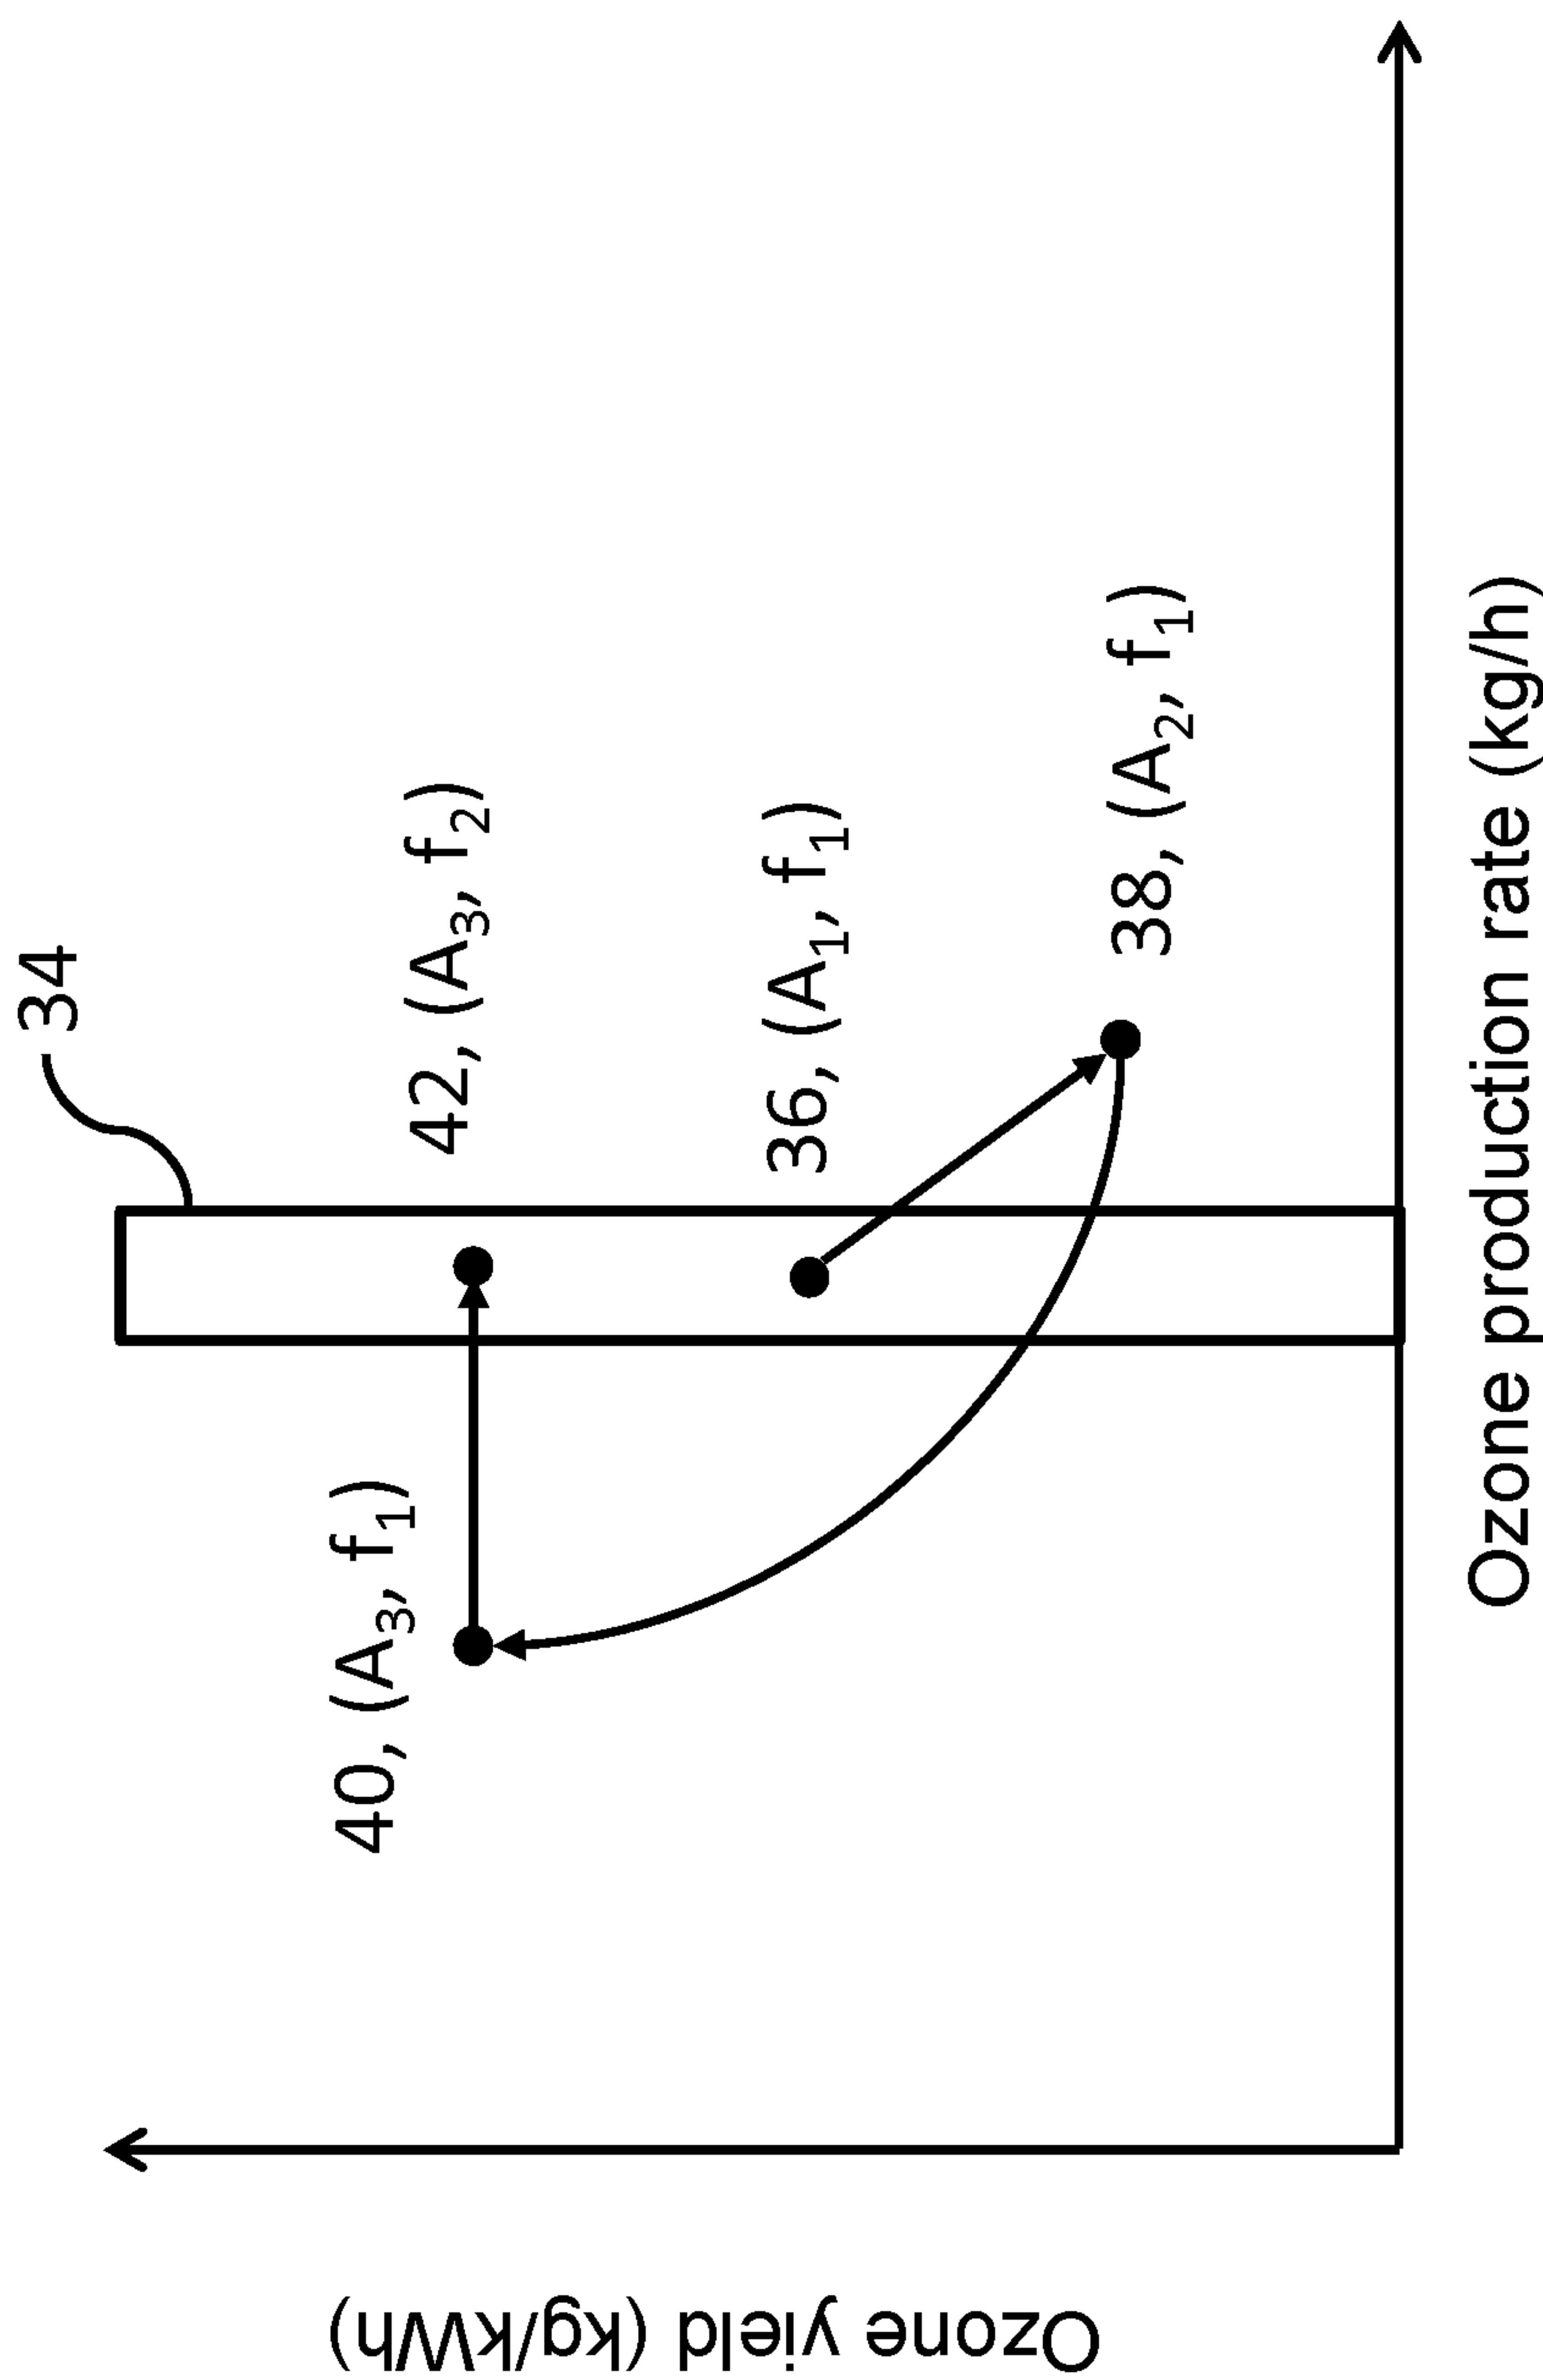 34
42, (A₃, f₂)
40, (A₃, f₁)
36, (A₁, f₁)
38, (A₂, f₁)
Ozone yield (kg/kWh)
Ozone production rate (kg/h)